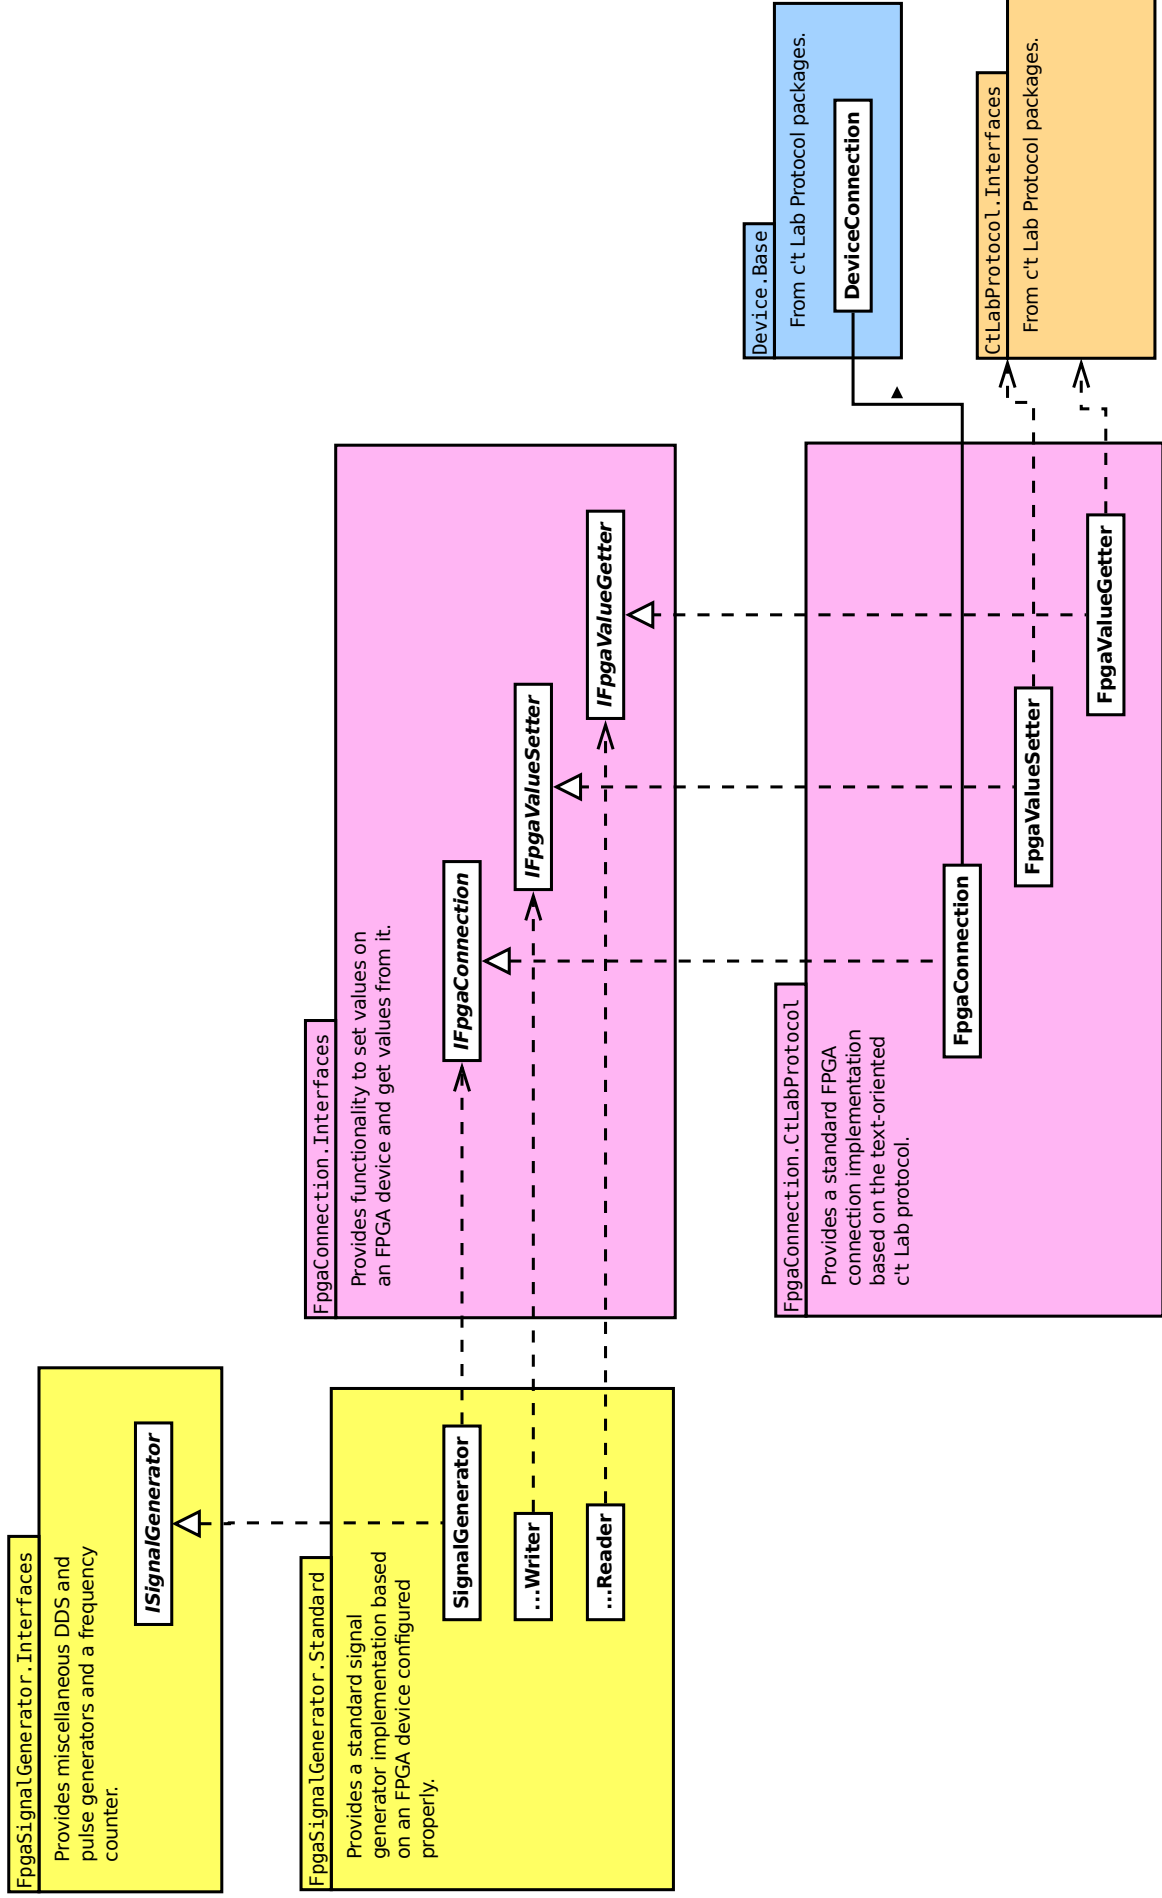 FpgaSignalGenerator.Interfaces
Provides miscellaneous DDS and
pulse generators and a frequency
counter.
ISignalGenerator
FpgaSignalGenerator.Standard
Provides a standard signal
generator implementation based
on an FPGA device configured
properly.
SignalGenerator
...Writer
...Reader
FpgaConnection.Interfaces
Provides functionality to set values on
an FPGA device and get values from it.
IFpgaConnection
IFpgaValueSetter
IFpgaValueGetter
FpgaConnection.CtLabProtocol
Provides a standard FPGA
connection implementation
based on the text-oriented
c't Lab protocol.
FpgaConnection
FpgaValueSetter
FpgaValueGetter
Device.Base
From c't Lab Protocol packages.
DeviceConnection
CtLabProtocol.Interfaces
From c't Lab Protocol packages.